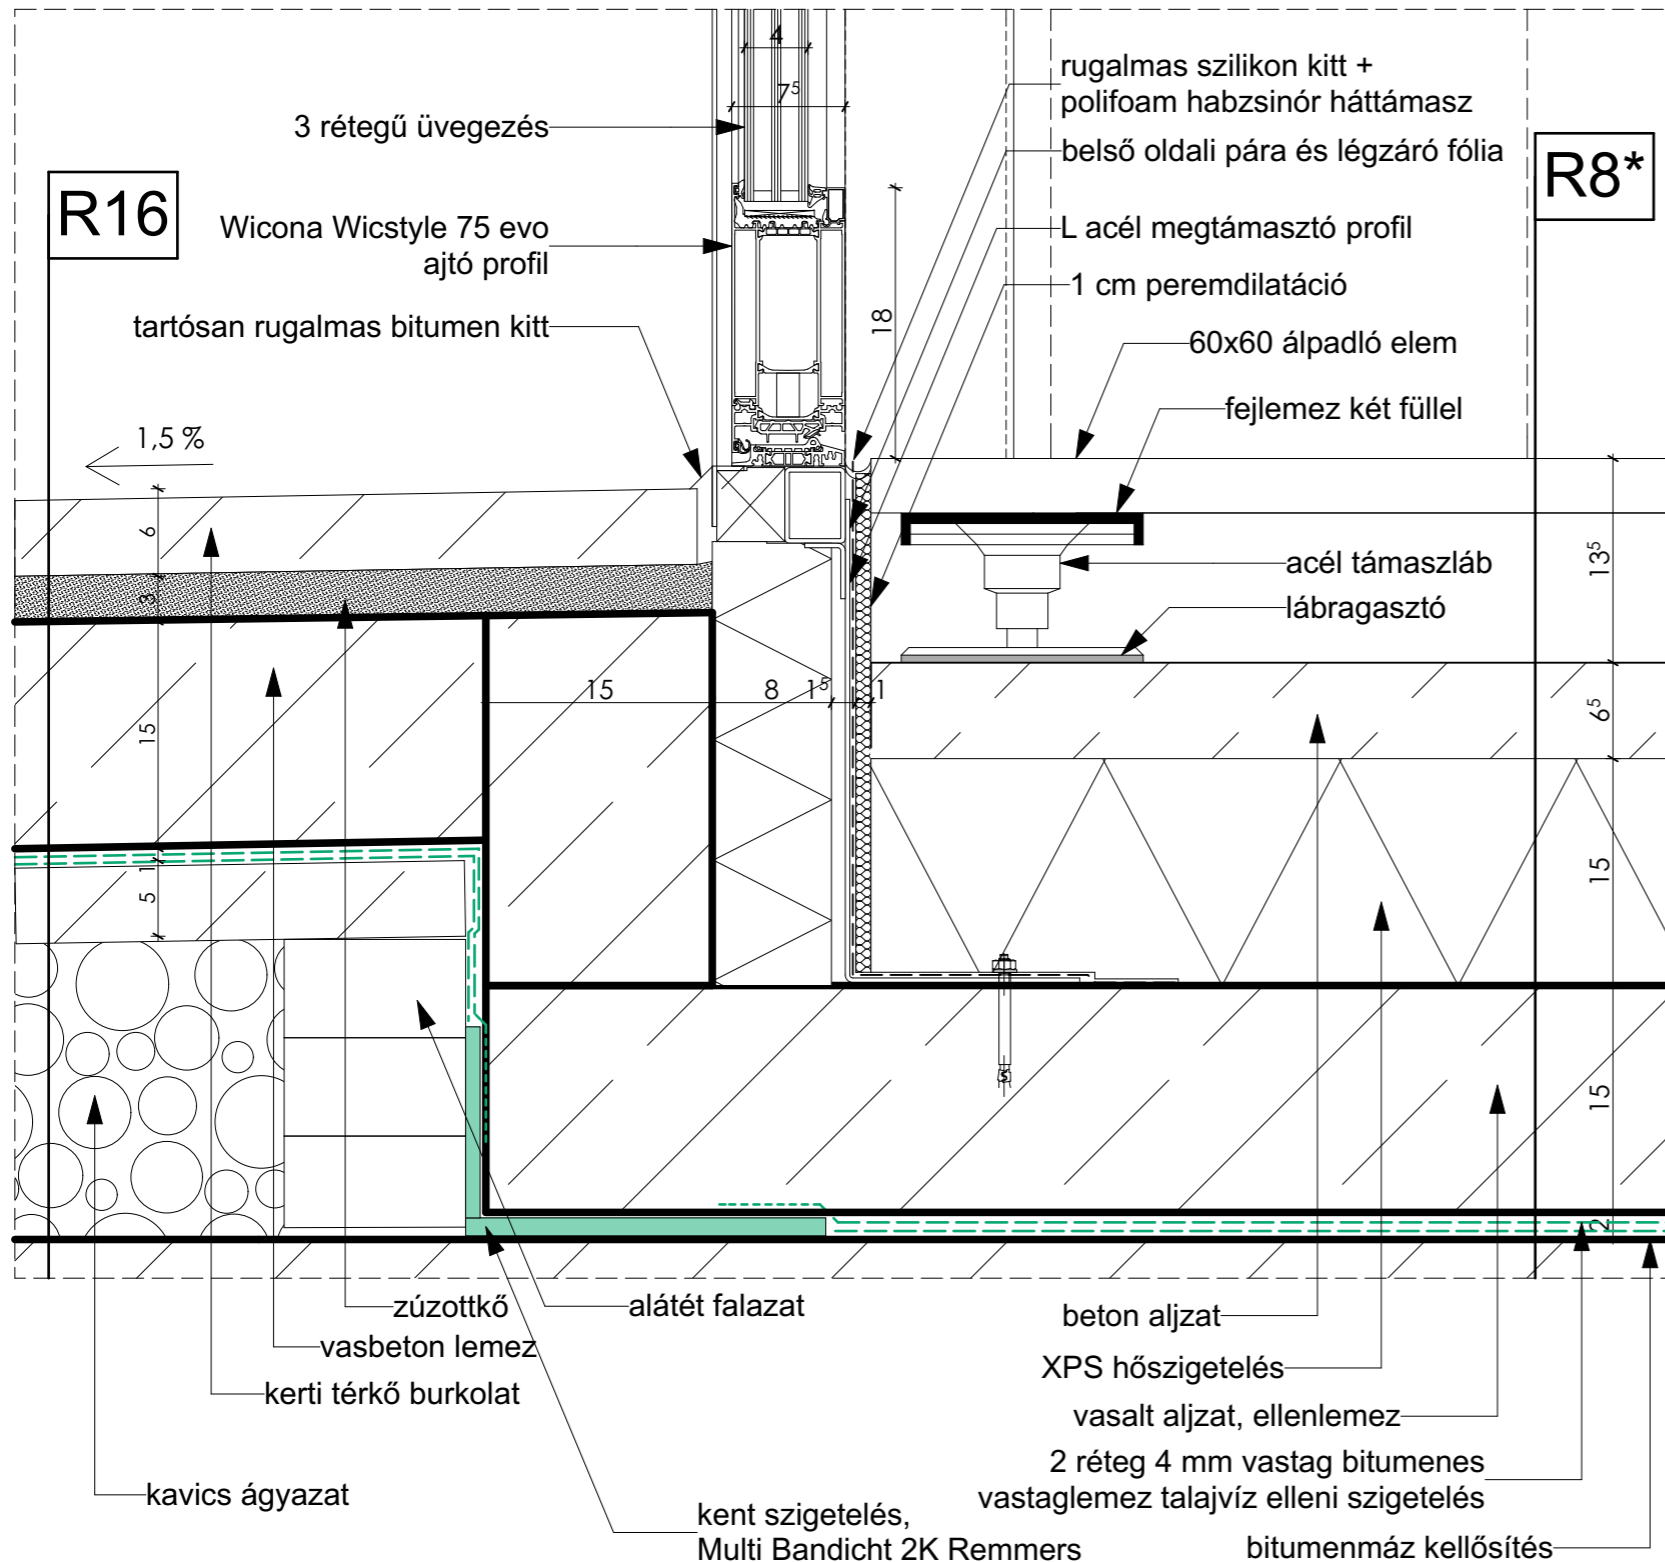 4
7⁵
3 rétegű üvegezés
R16
Wicona Wicstyle 75 evo
ajtó profil
tartósan rugalmas bitumen kitt
1,5 %
rugalmas szilikon kitt +
polifoam habzsinór háttámasz
belső oldali pára és légzáró fólia
R8*
L acél megtámasztó profil
1 cm peremdilatáció
18
60x60 álpadló elem
fejlemez két füllel
acél támaszláb
lábragasztó
6
3
15
1
5
15
8
1⁵
1
13⁵
6⁵
15
15
2
zúzottkő
alátét falazat
vasbeton lemez
kerti térkő burkolat
kavics ágyazat
kent szigetelés,
Multi Bandicht 2K Remmers
beton aljzat
XPS hőszigetelés
vasalt aljzat, ellenlemez
2 réteg 4 mm vastag bitumenes
vastaglemez talajvíz elleni szigetelés
bitumenmáz kellősítés